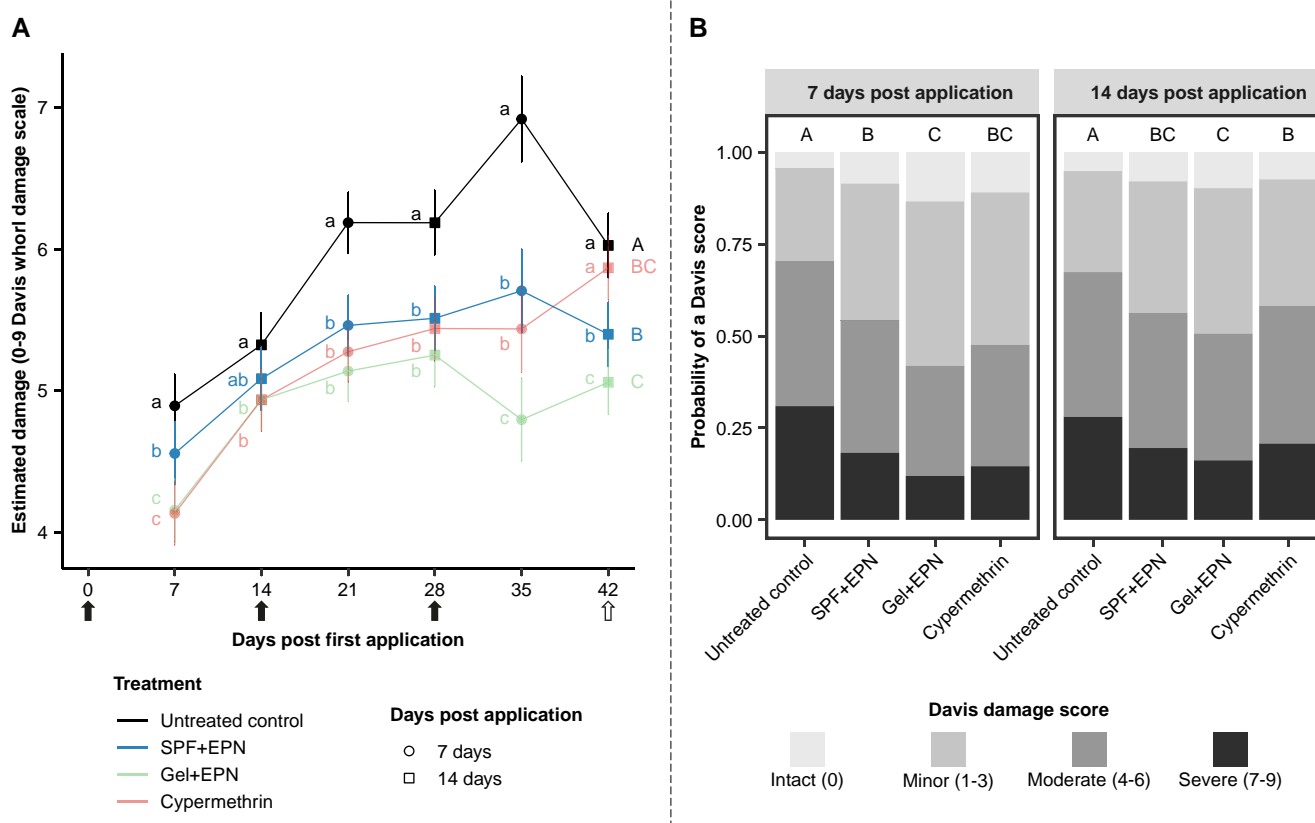 A
Estimated damage (0-9 Davis whorl damage scale)
7
6
5
4
a
b
c
c
a
ab
b
b
a
b
b
b
a
b
b
b
a
b
b
c
a
a
b
c
A
BC
B
C
0
7
14
21
28
35
42
Days post first application
Treatment
Untreated control
SPF+EPN
Gel+EPN
Cypermethrin
Days post application
7 days
14 days
B
7 days post application
14 days post application
A
B
C
BC
A
BC
C
B
Probability of a Davis score
1.00
0.75
0.50
0.25
0.00
Untreated control
SPF+EPN
Gel+EPN
Cypermethrin
Untreated control
SPF+EPN
Gel+EPN
Cypermethrin
Davis damage score
Intact (0)
Minor (1-3)
Moderate (4-6)
Severe (7-9)